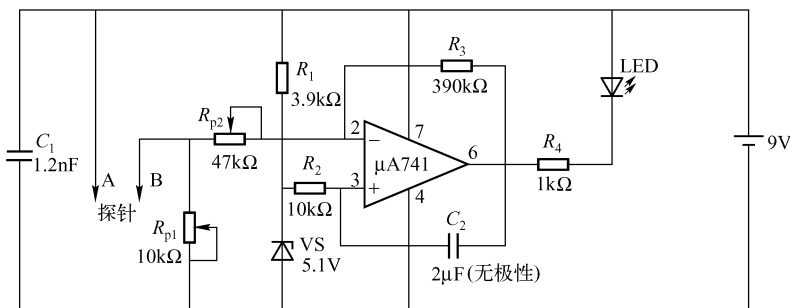 C1
1.2nF
A
B
探针
Rp2
47kΩ
Rp1
10kΩ
R1
3.9kΩ
R2
10kΩ
VS
5.1V
2
3
−
+
μA741
7
4
6
R3
390kΩ
C2
2μF(无极性)
R4
1kΩ
LED
9V